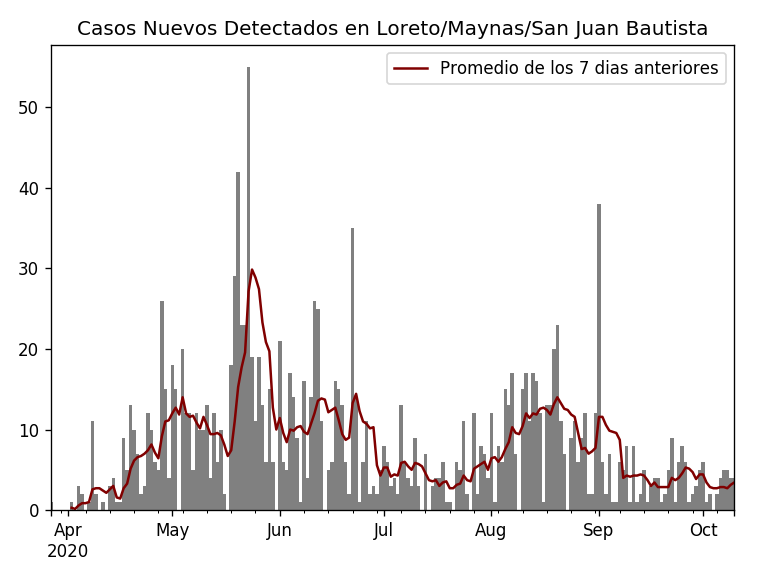 Casos Nuevos Detectados en Loreto/Maynas/San Juan Bautista
Promedio de los 7 dias anteriores
50
40
30
20
10
0
Apr May Jun Jul Aug Sep Oct
2020